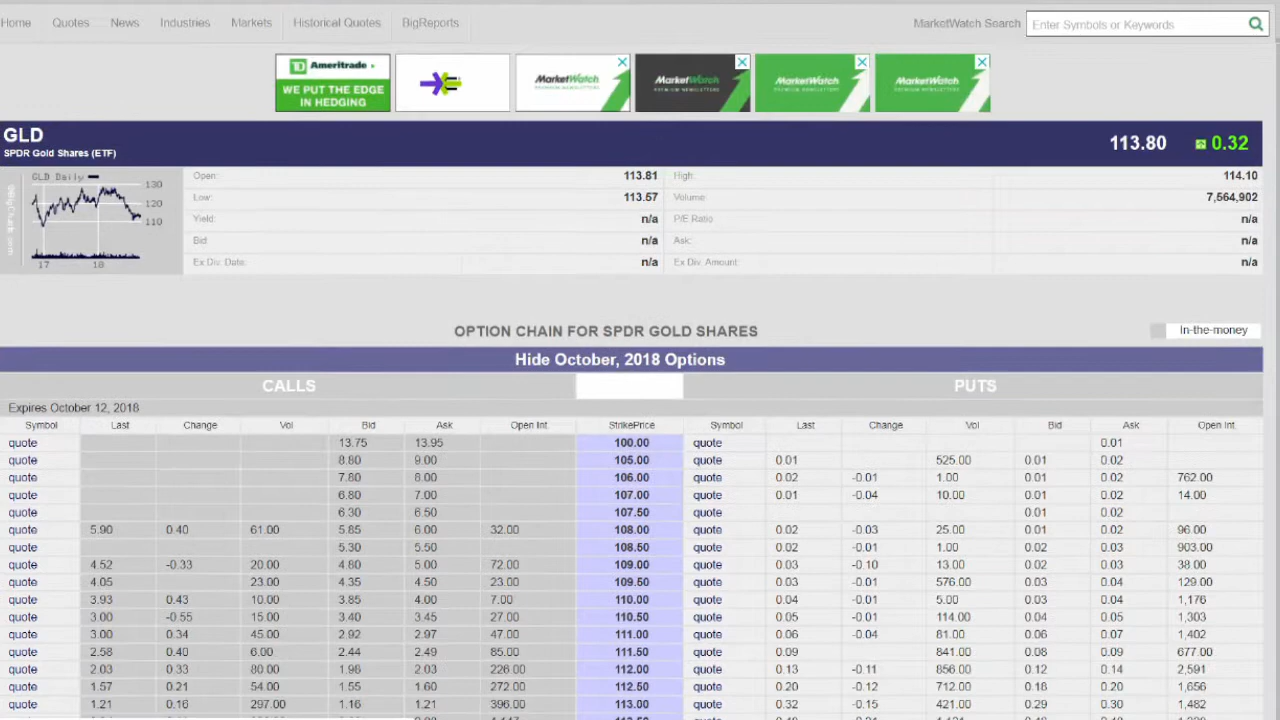 Home Quotes News Industries Markets Historical Quotes BigReports MarketWatch Search Enter Symbols or Keywords
TD Ameritrade
WE PUT THE EDGE
IN HEDGING
MarketWatch
PREMIUM NEWSLETTERS
MarketWatch
PREMIUM NEWSLETTERS
MarketWatch
PREMIUM NEWSLETTERS
MarketWatch
PREMIUM NEWSLETTERS
GLD
SPDR Gold Shares (ETF)
113.80 0.32
GLD Daily
130
120
110
17 18
©BigCharts.com
Open: 113.81 High: 114.10
Low: 113.57 Volume: 7,564,902
Yield: n/a P/E Ratio n/a
Bid n/a Ask: n/a
Ex Div. Date: n/a Ex Div. Amount: n/a
OPTION CHAIN FOR SPDR GOLD SHARES
In-the-money
Hide October, 2018 Options
CALLS PUTS
Expires October 12, 2018
Symbol Last Change Vol Bid Ask Open Int. StrikePrice Symbol Last Change Vol Bid Ask Open Int.
quote 13.75 13.95 100.00 quote 0.01
quote 8.80 9.00 105.00 quote 0.01 525.00 0.01 0.02
quote 7.80 8.00 106.00 quote 0.02 -0.01 1.00 0.01 0.02 762.00
quote 6.80 7.00 107.00 quote 0.01 -0.04 10.00 0.01 0.02 14.00
quote 6.30 6.50 107.50 quote 0.01 0.02
quote 5.90 0.40 61.00 5.85 6.00 32.00 108.00 quote 0.02 -0.03 25.00 0.01 0.02 96.00
quote 5.30 5.50 108.50 quote 0.02 -0.01 1.00 0.02 0.03 903.00
quote 4.52 -0.33 20.00 4.80 5.00 72.00 109.00 quote 0.03 -0.10 13.00 0.02 0.03 38.00
quote 4.05 23.00 4.35 4.50 23.00 109.50 quote 0.03 -0.01 576.00 0.03 0.04 129.00
quote 3.93 0.43 10.00 3.85 4.00 7.00 110.00 quote 0.04 -0.01 5.00 0.03 0.04 1,176
quote 3.00 -0.55 15.00 3.40 3.45 27.00 110.50 quote 0.05 -0.01 114.00 0.04 0.05 1,303
quote 3.00 0.34 45.00 2.92 2.97 47.00 111.00 quote 0.06 -0.04 81.00 0.06 0.07 1,402
quote 2.58 0.40 6.00 2.44 2.49 85.00 111.50 quote 0.09 841.00 0.08 0.09 677.00
quote 2.03 0.33 80.00 1.98 2.03 226.00 112.00 quote 0.13 -0.11 856.00 0.12 0.14 2,591
quote 1.57 0.21 54.00 1.55 1.60 272.00 112.50 quote 0.20 -0.12 712.00 0.18 0.20 1,656
quote 1.21 0.16 297.00 1.16 1.21 396.00 113.00 quote 0.32 -0.15 421.00 0.29 0.30 1,482